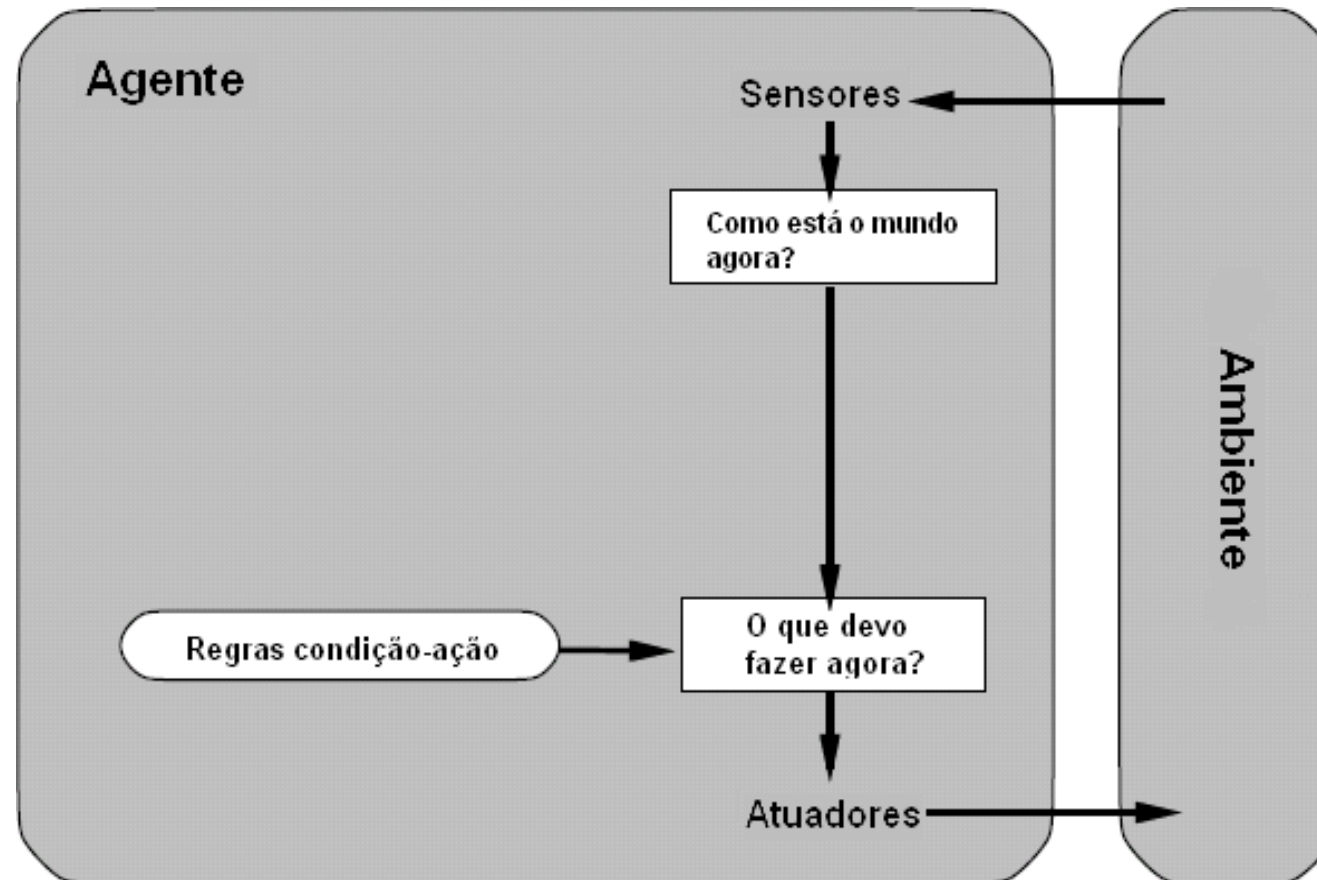 Agente
Sensores
Como está o mundo
agora?
Ambiente
Regras condição-ação
O que devo
fazer agora?
Atuadores